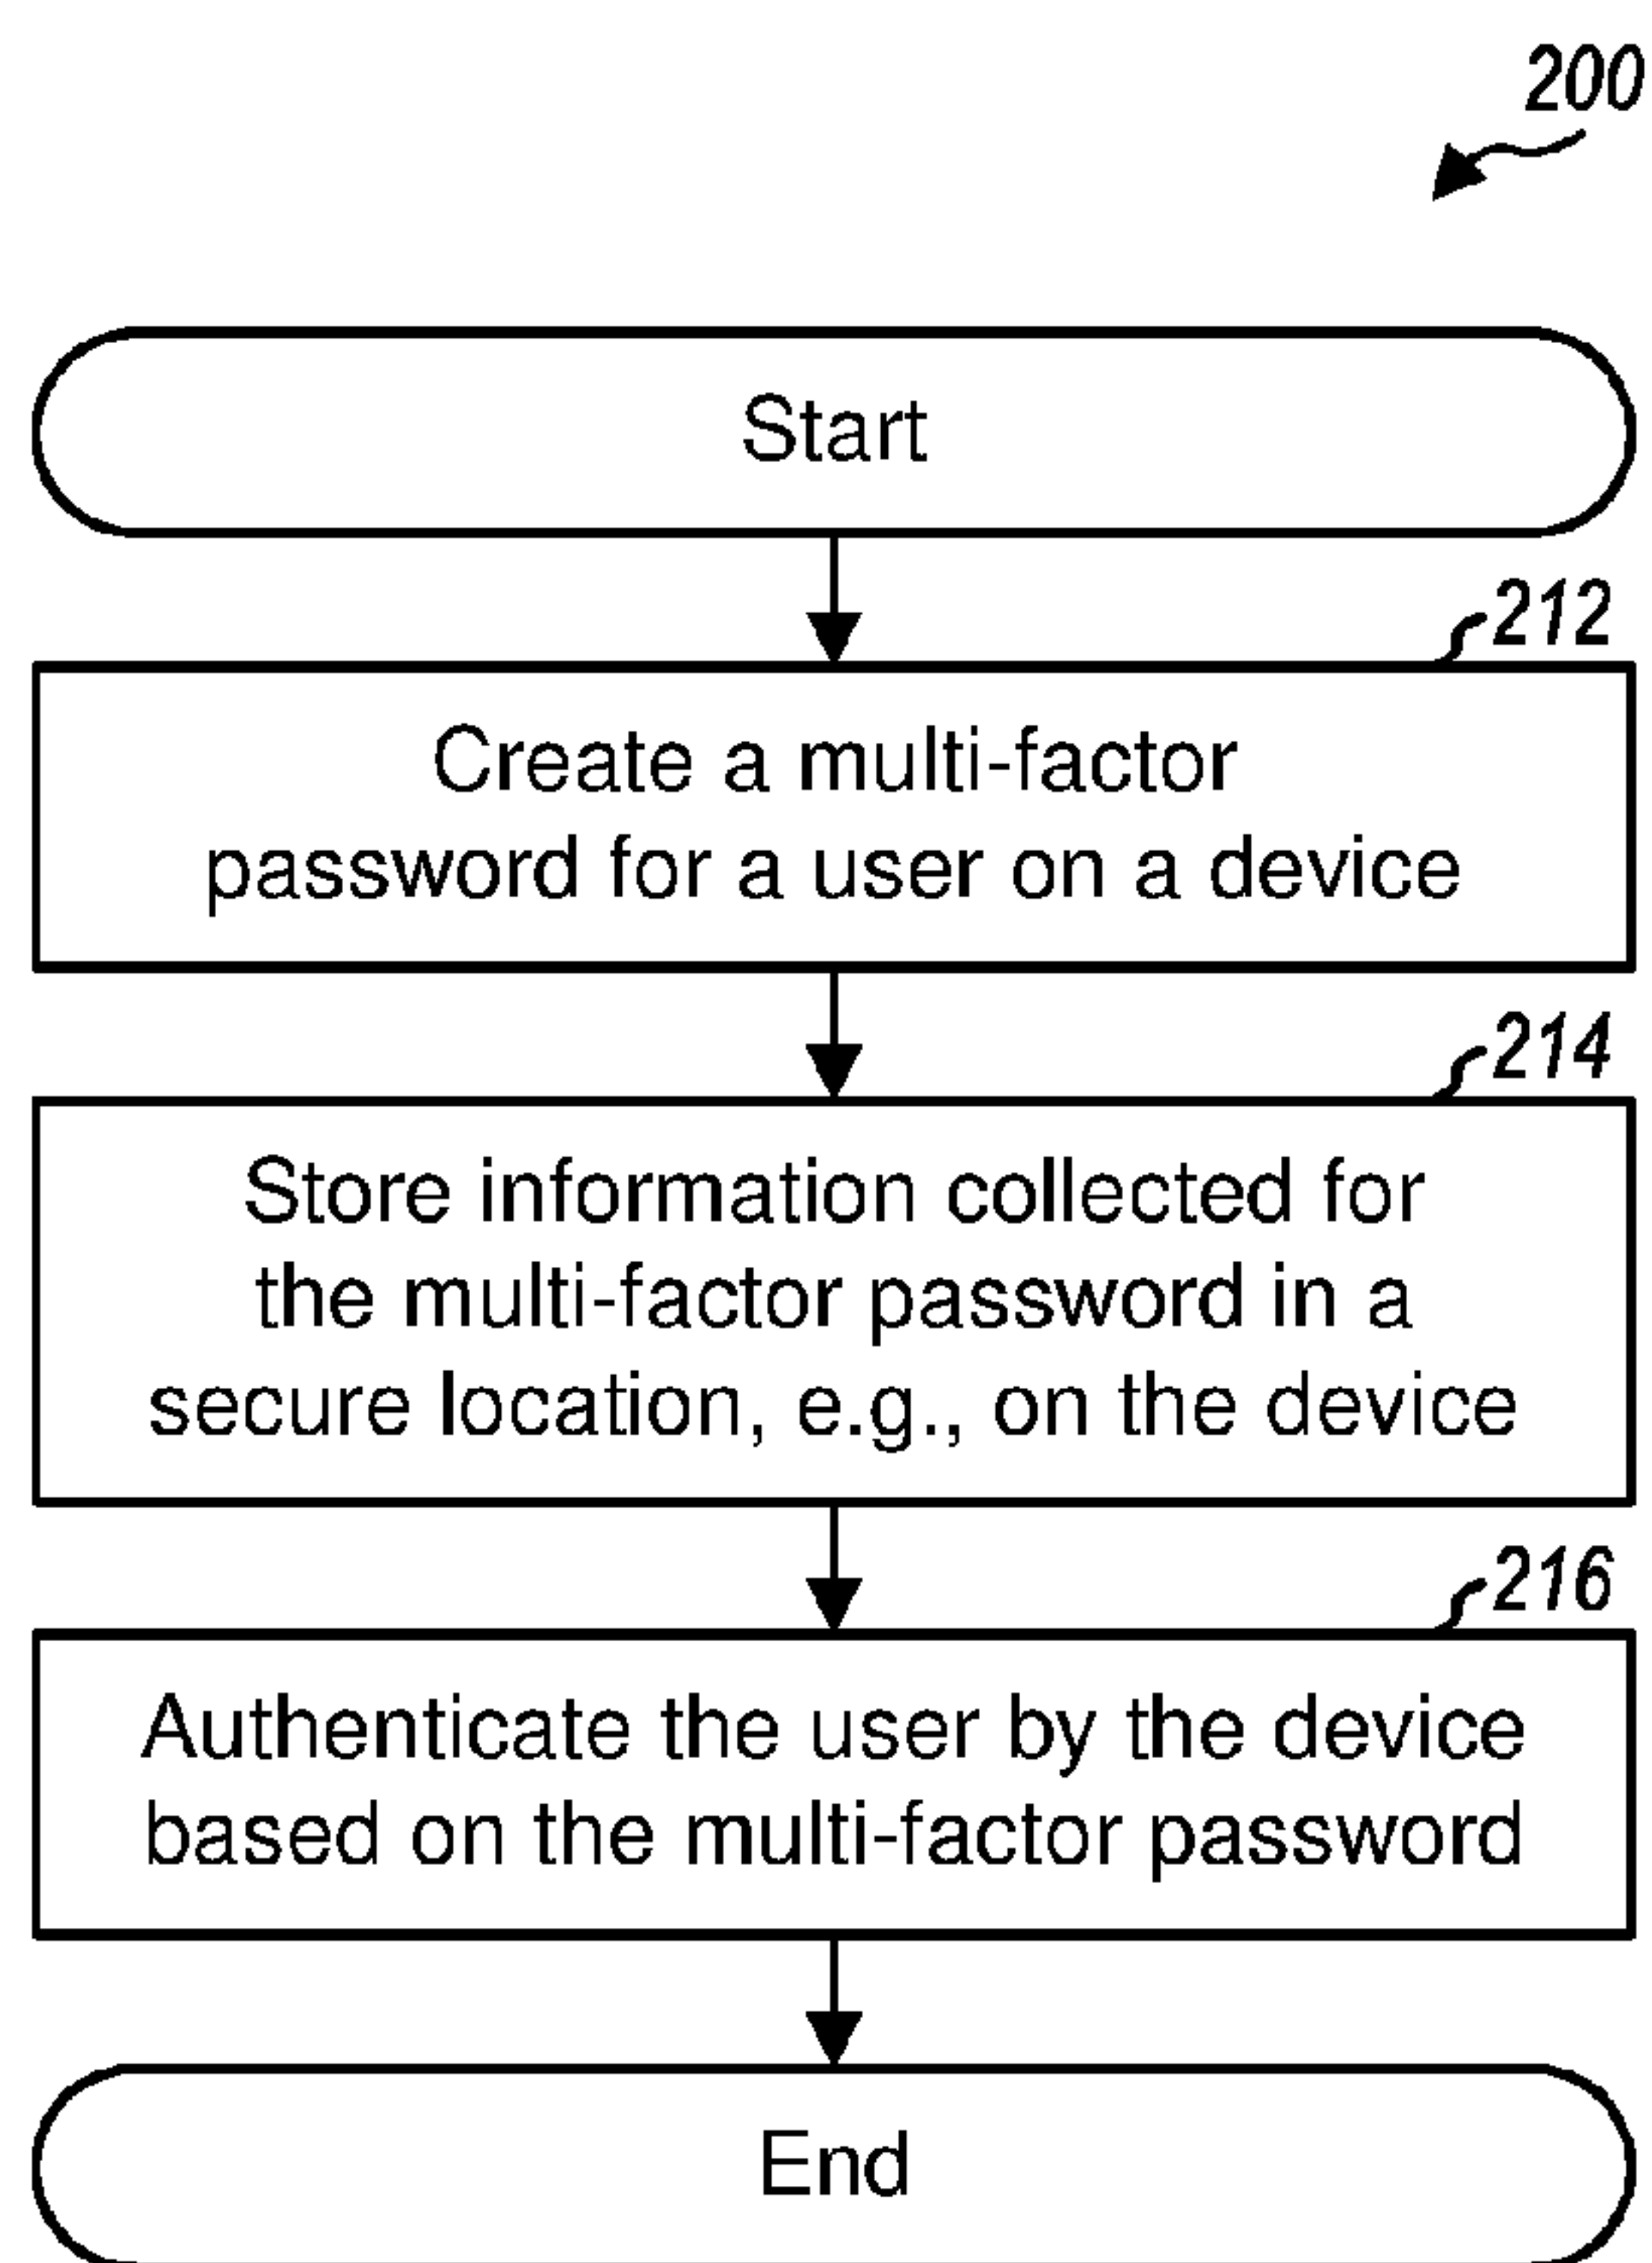 200
Start
212
Create a multi-factor
password for a user on a device
214
Store information collected for
the multi-factor password in a
secure location, e.g., on the device
216
Authenticate the user by the device
based on the multi-factor password
End